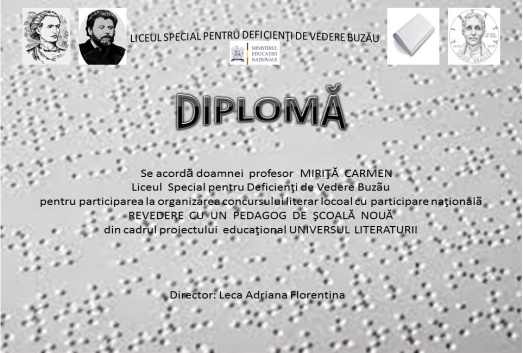 LICEUL SPECIAL PENTRU DEFICIENȚI DE VEDERE BUZĂU
MINISTERUL
EDUCAȚIEI
NAȚIONALE
DIPLOMĂ
Se acordă doamnei profesor MIRIȚĂ CARMEN
Liceul Special pentru Deficienți de Vedere Buzău
pentru participarea la organizarea concursului literar locoal cu participare națională
REVEDERE CU UN PEDAGOG DE ȘCOALĂ NOUĂ
din cadrul proiectului educațional UNIVERSUL LITERATURII
Director: Leca Adriana Florentina